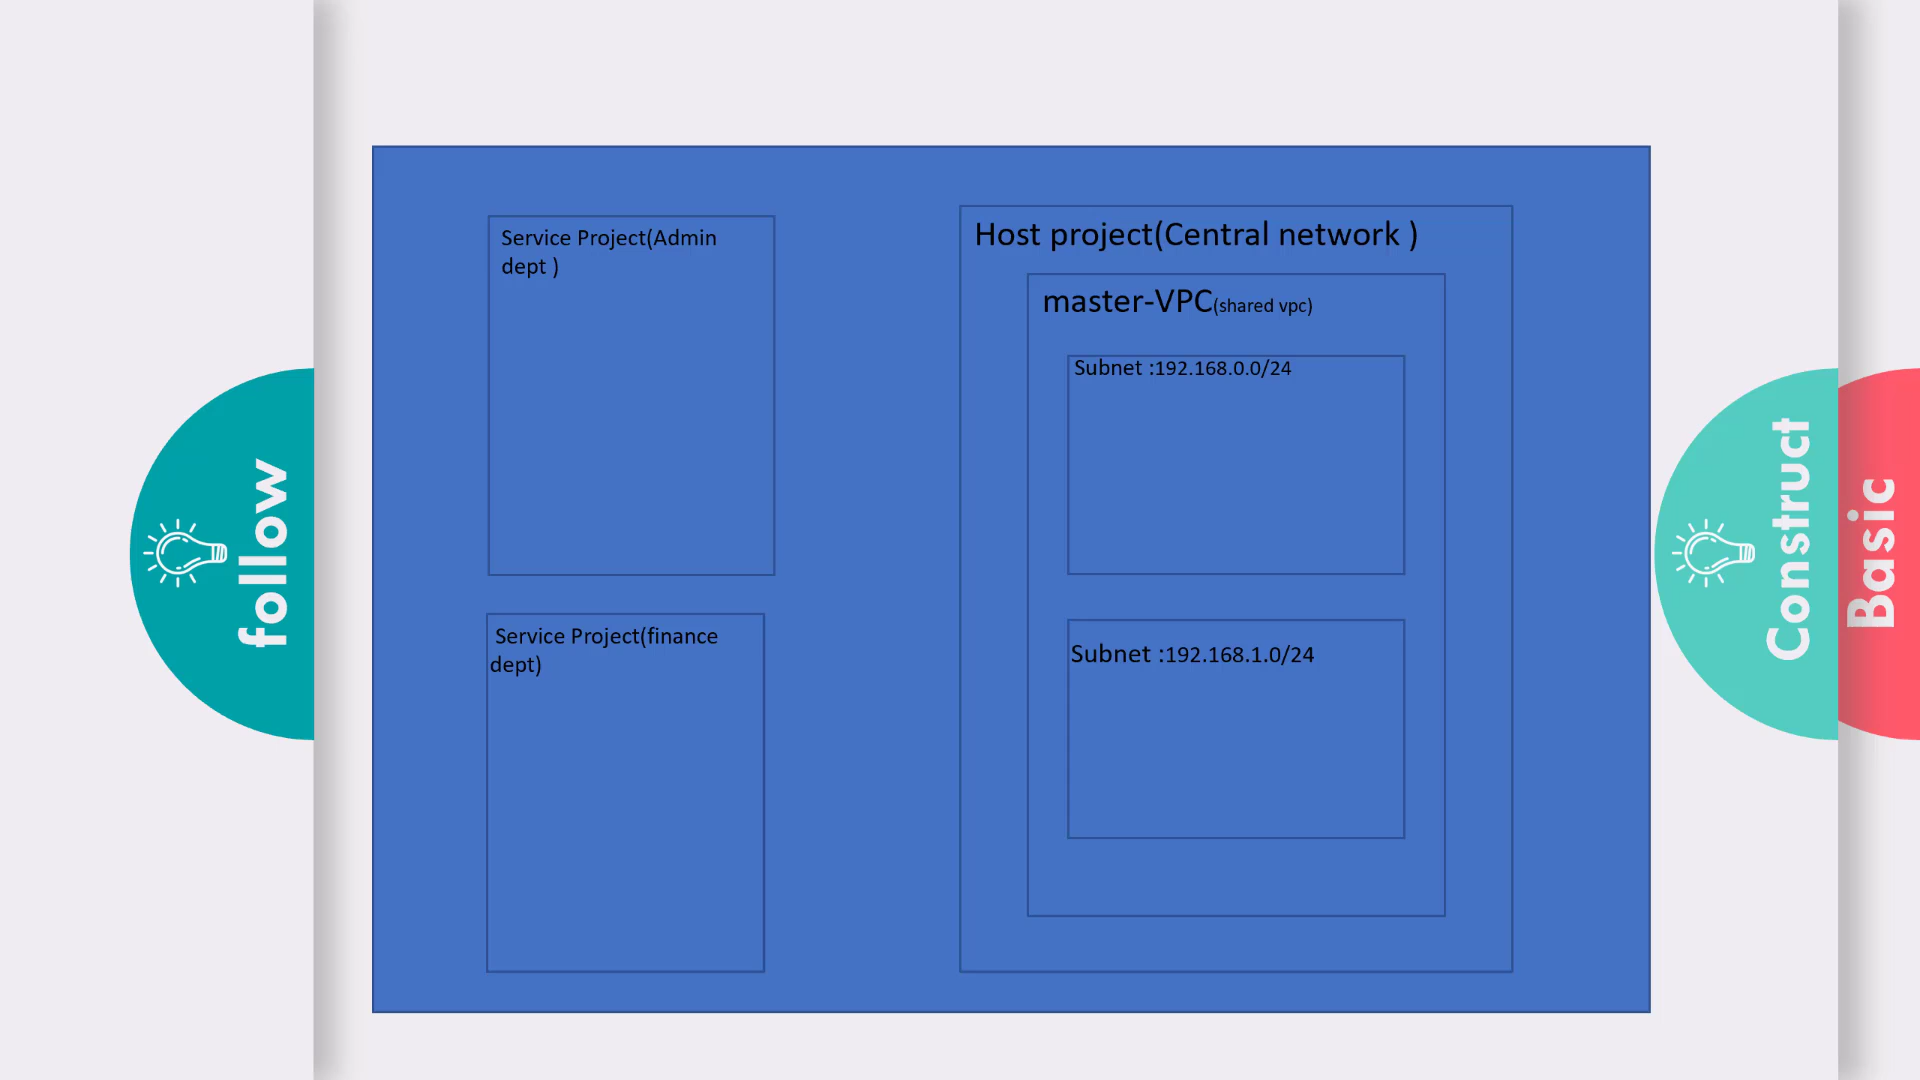 follow
Service Project(Admin
dept )
Service Project(finance
dept)
Host project(Central network )
master-VPC(shared vpc)
Subnet :192.168.0.0/24
Subnet :192.168.1.0/24
Construct
Basic